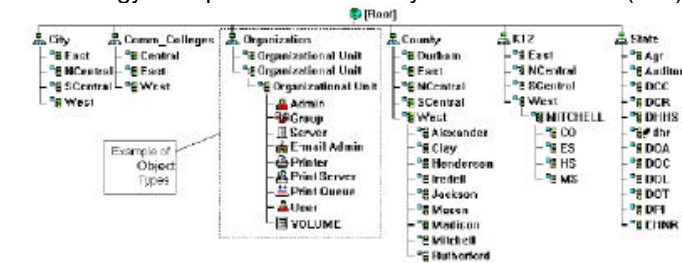 [Root]
City
East
NCentral
SCentral
West
Comm_Colleges
Central
East
West
Organization
Organizational Unit
Organizational Unit
Organizational Unit
Admin
Group
Server
E-mail Admin
Printer
Print Server
Print Queue
User
VOLUME
Example of
Object
Types
County
Durham
East
NCentral
SCentral
West
Alexander
Clay
Henderson
Iredell
Jackson
Macon
Madison
Mitchell
Rutherford
K12
East
NCentral
SCentral
West
MITCHELL
CO
ES
HS
MS
State
Agr
Auditor
DCC
DCR
DHHS
dhr
DOA
DOC
DOL
DOT
DPI
EHNR